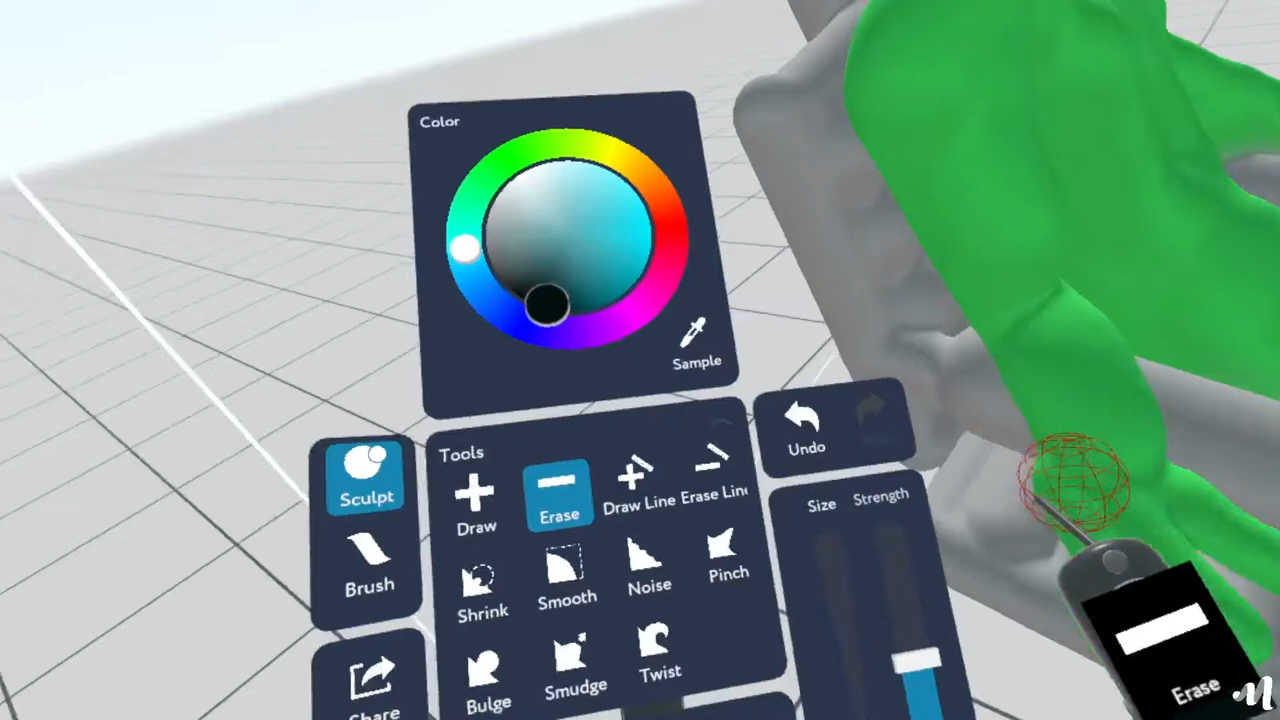 Color
Sample
Sculpt
Brush
Share
Tools
Draw
Erase
Draw Line
Erase Line
Shrink
Smooth
Noise
Pinch
Bulge
Smudge
Twist
Undo
Size
Strength
Erase